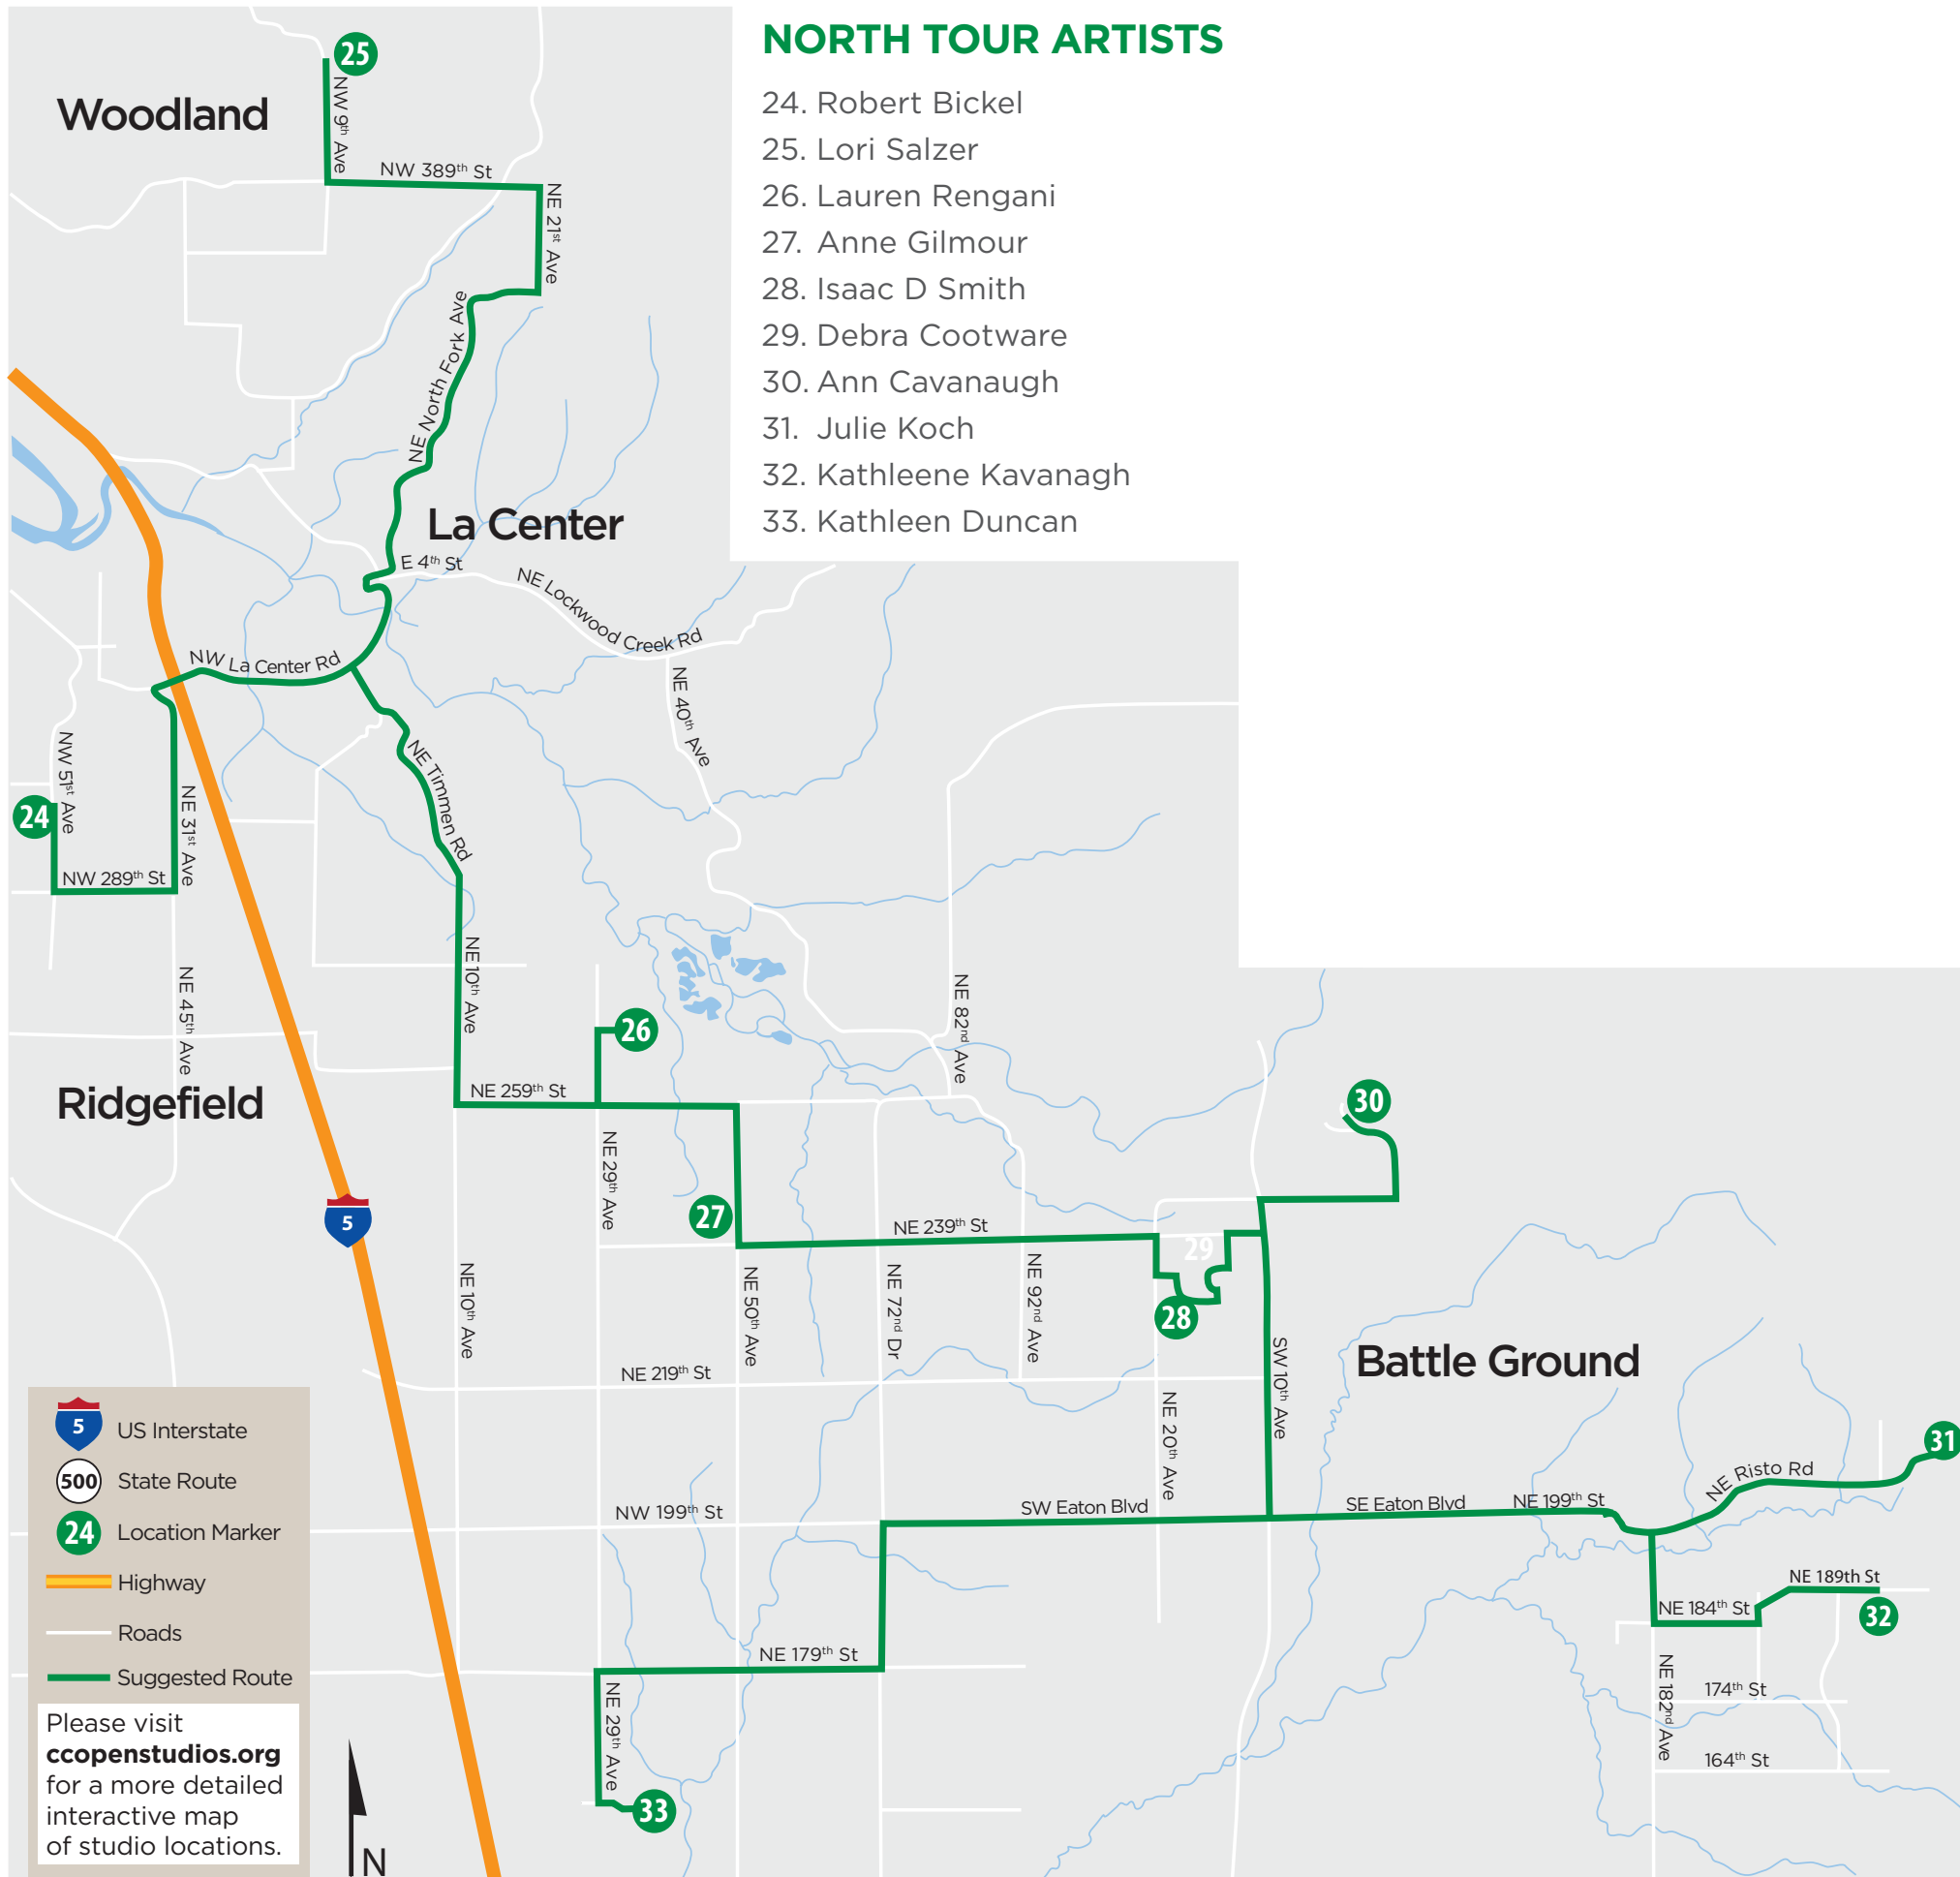 NORTH TOUR ARTISTS
24. Robert Bickel
25. Lori Salzer
26. Lauren Rengani
27. Anne Gilmour
28. Isaac D Smith
29. Debra Cootware
30. Ann Cavanaugh
31. Julie Koch
32. Kathleene Kavanagh
33. Kathleen Duncan
25
Woodland
NW 9th Ave
NW 389th St
NE 21st Ave
NE North Fork Ave
La Center
E 4th St
NE Lockwood Creek Rd
NW La Center Rd
NE 40th Ave
NW 51st Ave
24
NE 31st Ave
NW 289th St
NE Timmen Rd
NE 10th Ave
NE 45th Ave
NE 82nd Ave
26
Ridgefield
NE 259th St
30
NE 29th Ave
5
27
NE 239th St
29
28
NE 10th Ave
NE 50th Ave
NE 72nd Dr
NE 92nd Ave
SW 10th Ave
Battle Ground
NE 219th St
NE 20th Ave
31
NE Risto Rd
NW 199th St
SW Eaton Blvd
SE Eaton Blvd
NE 199th St
NE 189th St
NE 184th St
32
NE 179th St
NE 29th Ave
NE 182nd Ave
174th St
164th St
33
5 US Interstate
500 State Route
24 Location Marker
Highway
Roads
Suggested Route
Please visit
ccopenstudios.org
for a more detailed
interactive map
of studio locations.
N